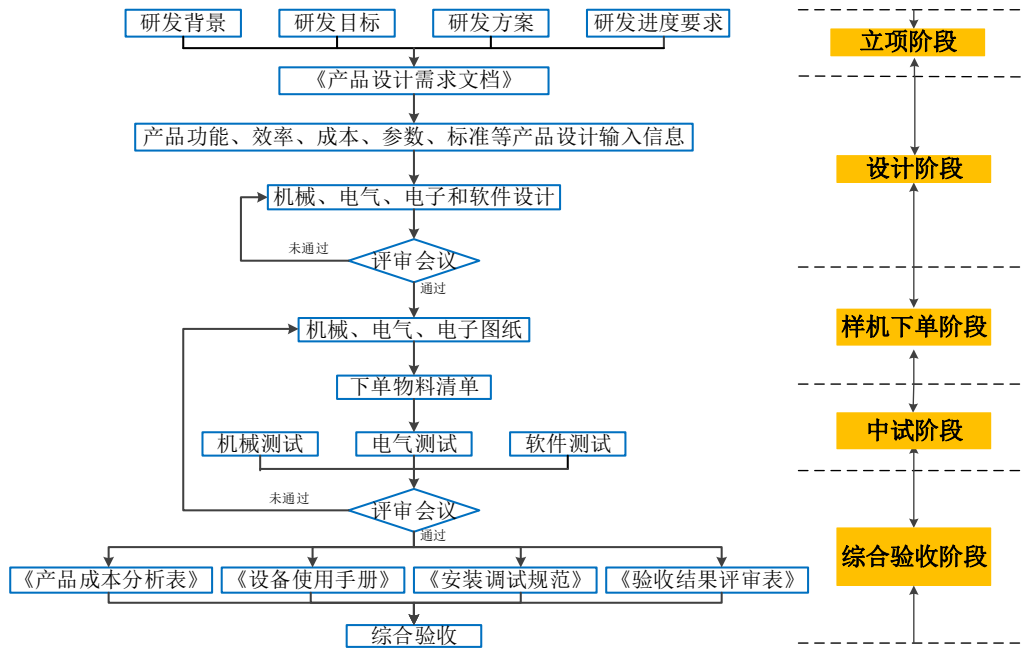 研发背景
研发目标
研发方案
研发进度要求
立项阶段
《产品设计需求文档》
产品功能、效率、成本、参数、标准等产品设计输入信息
设计阶段
机械、电气、电子和软件设计
未通过
评审会议
通过
机械、电气、电子图纸
样机下单阶段
下单物料清单
中试阶段
机械测试
电气测试
软件测试
未通过
评审会议
通过
综合验收阶段
《产品成本分析表》
《设备使用手册》
《安装调试规范》
《验收结果评审表》
综合验收